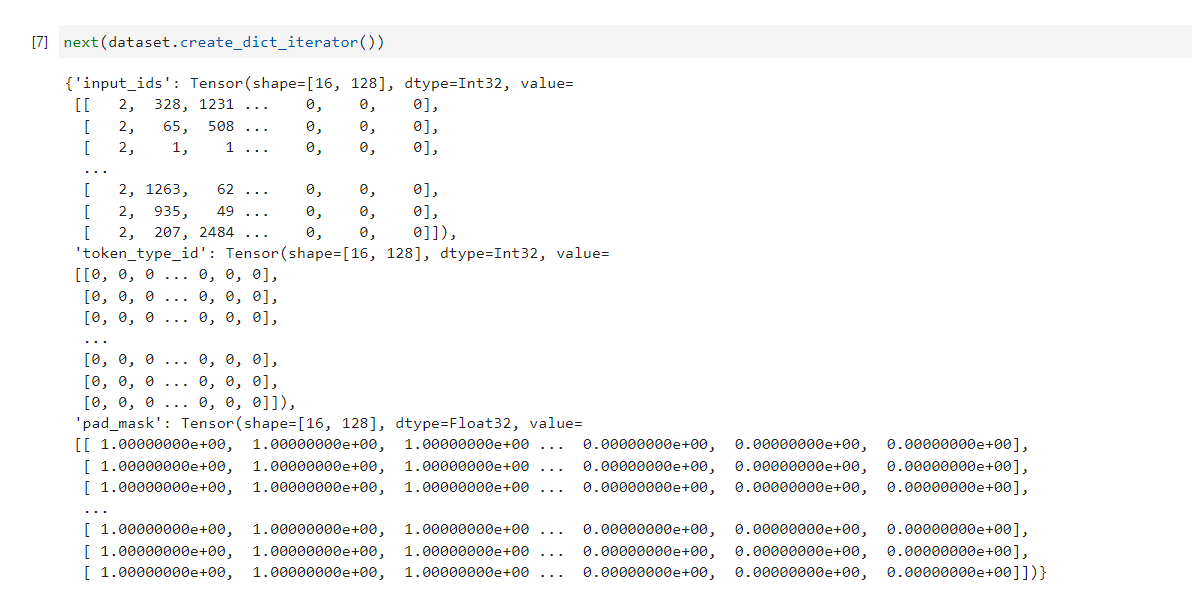 [7] next(dataset.create_dict_iterator())
{'input_ids': Tensor(shape=[16, 128], dtype=Int32, value=
[[   2,  328, 1231 ...    0,    0,    0],
 [   2,   65,  508 ...    0,    0,    0],
 [   2,    1,    1 ...    0,    0,    0],
 ...
 [   2, 1263,   62 ...    0,    0,    0],
 [   2,  935,   49 ...    0,    0,    0],
 [   2,  207, 2484 ...    0,    0,    0]]),
'token_type_id': Tensor(shape=[16, 128], dtype=Int32, value=
[[0, 0, 0 ... 0, 0, 0],
 [0, 0, 0 ... 0, 0, 0],
 [0, 0, 0 ... 0, 0, 0],
 ...
 [0, 0, 0 ... 0, 0, 0],
 [0, 0, 0 ... 0, 0, 0],
 [0, 0, 0 ... 0, 0, 0]]),
'pad_mask': Tensor(shape=[16, 128], dtype=Float32, value=
[[ 1.00000000e+00,  1.00000000e+00,  1.00000000e+00 ...  0.00000000e+00,  0.00000000e+00,  0.00000000e+00],
 [ 1.00000000e+00,  1.00000000e+00,  1.00000000e+00 ...  0.00000000e+00,  0.00000000e+00,  0.00000000e+00],
 [ 1.00000000e+00,  1.00000000e+00,  1.00000000e+00 ...  0.00000000e+00,  0.00000000e+00,  0.00000000e+00],
 ...
 [ 1.00000000e+00,  1.00000000e+00,  1.00000000e+00 ...  0.00000000e+00,  0.00000000e+00,  0.00000000e+00],
 [ 1.00000000e+00,  1.00000000e+00,  1.00000000e+00 ...  0.00000000e+00,  0.00000000e+00,  0.00000000e+00],
 [ 1.00000000e+00,  1.00000000e+00,  1.00000000e+00 ...  0.00000000e+00,  0.00000000e+00,  0.00000000e+00]])}